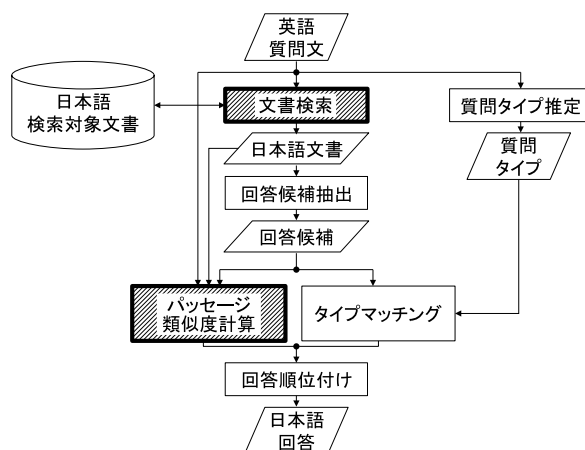 英語
質問文
日本語
検索対象文書
文書検索
質問タイプ推定
日本語文書
質問
タイプ
回答候補抽出
回答候補
パッセージ
類似度計算
タイプマッチング
回答順位付け
日本語
回答